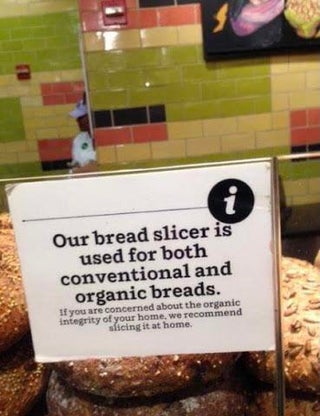 i
Our bread slicer is
used for both
conventional and
organic breads.
If you are concerned about the organic
integrity of your home, we recommend
slicing it at home.